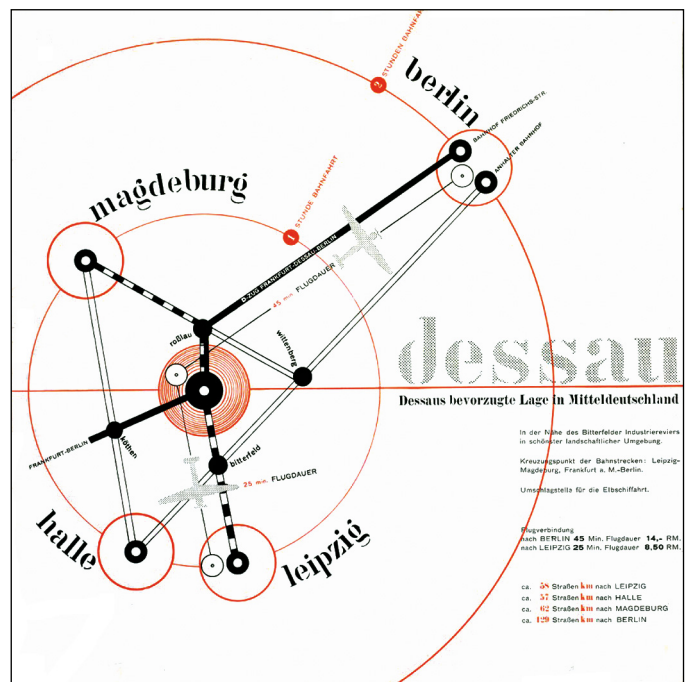 2 STUNDEN BAHNFAHRT
berlin
BAHNHOF FRIEDRICHS-STR.
ANHALTER BAHNHOF
magdeburg
1 STUNDE BAHNFAHRT
D-ZUG FRANKFURT-DESSAU-BERLIN
45 min. FLUGDAUER
roßlau
wittenberg
dessau
Dessaus bevorzugte Lage in Mitteldeutschland
FRANKFURT-BERLIN
köthen
bitterfeld
25 min. FLUGDAUER
halle
leipzig
In der Nähe des Bitterfelder Industriereviers
in schönster landschaftlicher Umgebung.
Kreuzungspunkt der Bahnstrecken: Leipzig-
Magdeburg, Frankfurt a. M.-Berlin.
Umschlagstelle für die Elbschiffahrt.
Flugverbindung
nach BERLIN 45 Min. Flugdauer 14,- RM.
nach LEIPZIG 25 Min. Flugdauer 8,50 RM.
ca. 58 Straßen km nach LEIPZIG
ca. 57 Straßen km nach HALLE
ca. 62 Straßen km nach MAGDEBURG
ca. 129 Straßen km nach BERLIN